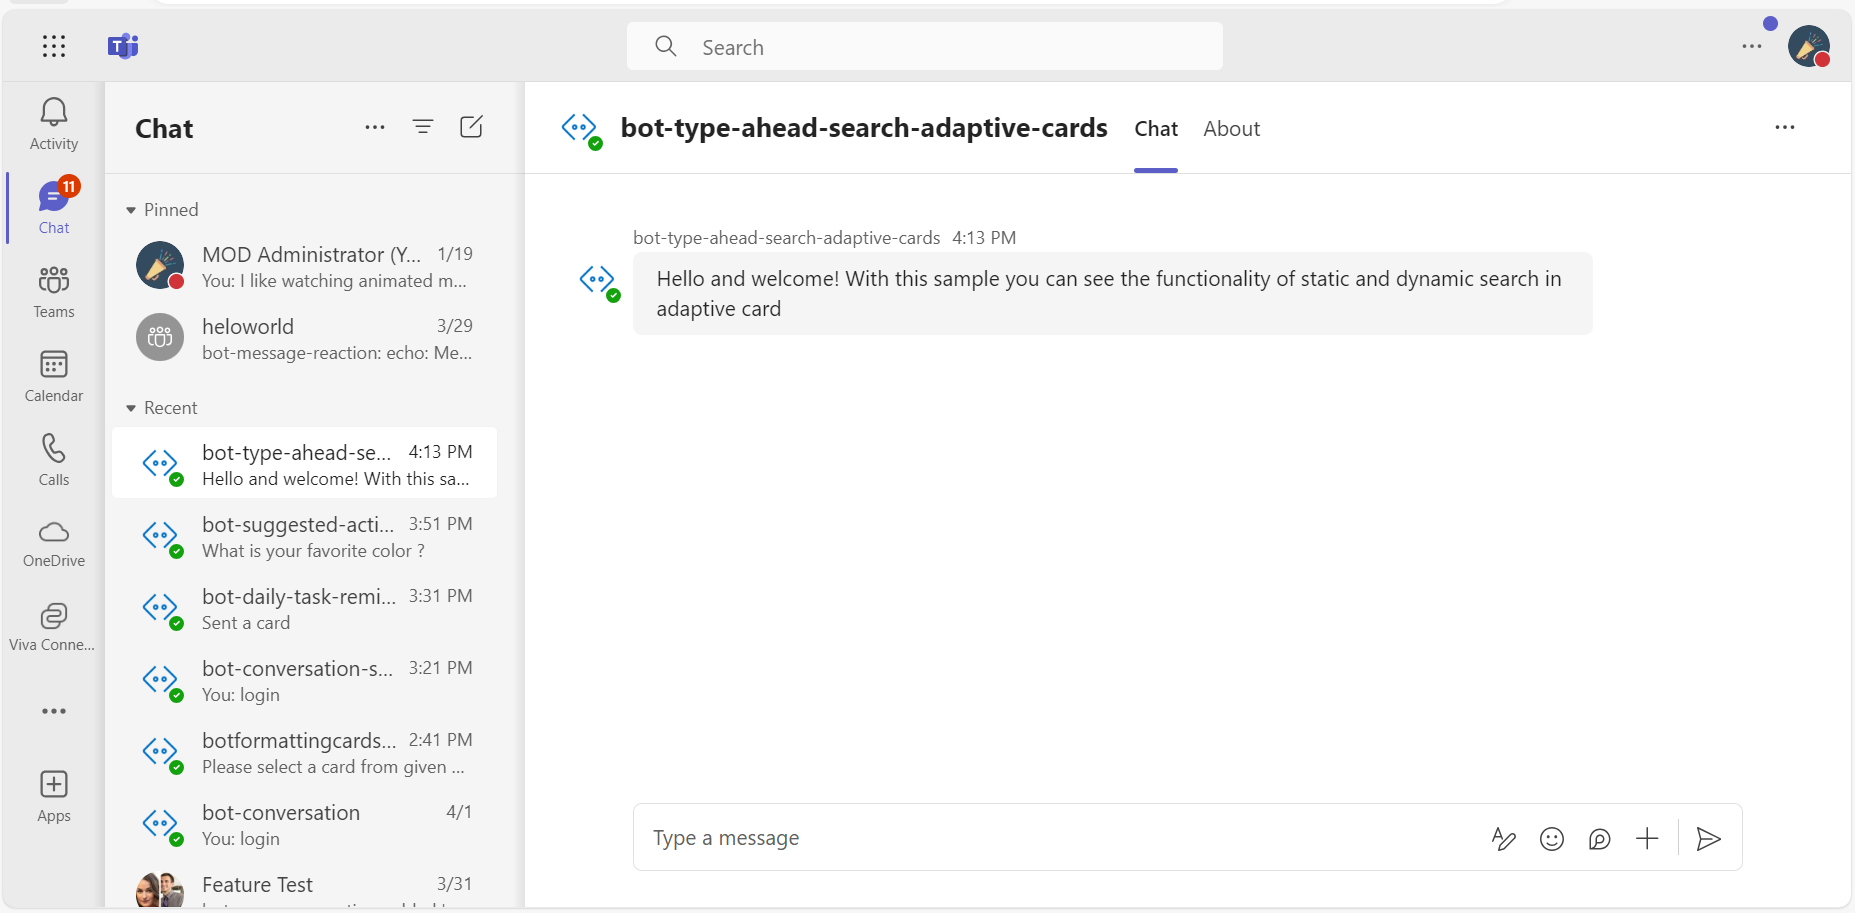 Search
Activity
11
Chat
Teams
Calendar
Calls
OneDrive
Viva Conne...
Apps
Chat
Pinned
MOD Administrator (Y... 1/19
You: I like watching animated m...
heloworld 3/29
bot-message-reaction: echo: Me...
Recent
bot-type-ahead-se... 4:13 PM
Hello and welcome! With this sa...
bot-suggested-acti... 3:51 PM
What is your favorite color ?
bot-daily-task-remi... 3:31 PM
Sent a card
bot-conversation-s... 3:21 PM
You: login
botformattingcards... 2:41 PM
Please select a card from given ...
bot-conversation 4/1
You: login
Feature Test 3/31
bot-type-ahead-search-adaptive-cards Chat About
bot-type-ahead-search-adaptive-cards 4:13 PM
Hello and welcome! With this sample you can see the functionality of static and dynamic search in
adaptive card
Type a message